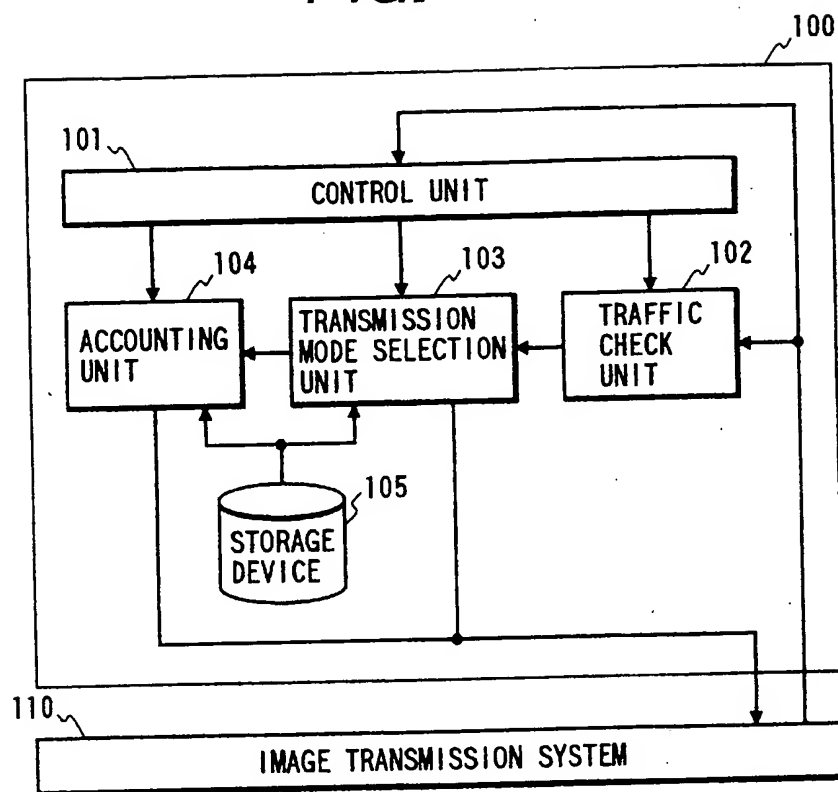 100
101
CONTROL UNIT
104
103
102
ACCOUNTING
UNIT
TRANSMISSION
MODE SELECTION
UNIT
TRAFFIC
CHECK
UNIT
105
STORAGE
DEVICE
110
IMAGE TRANSMISSION SYSTEM